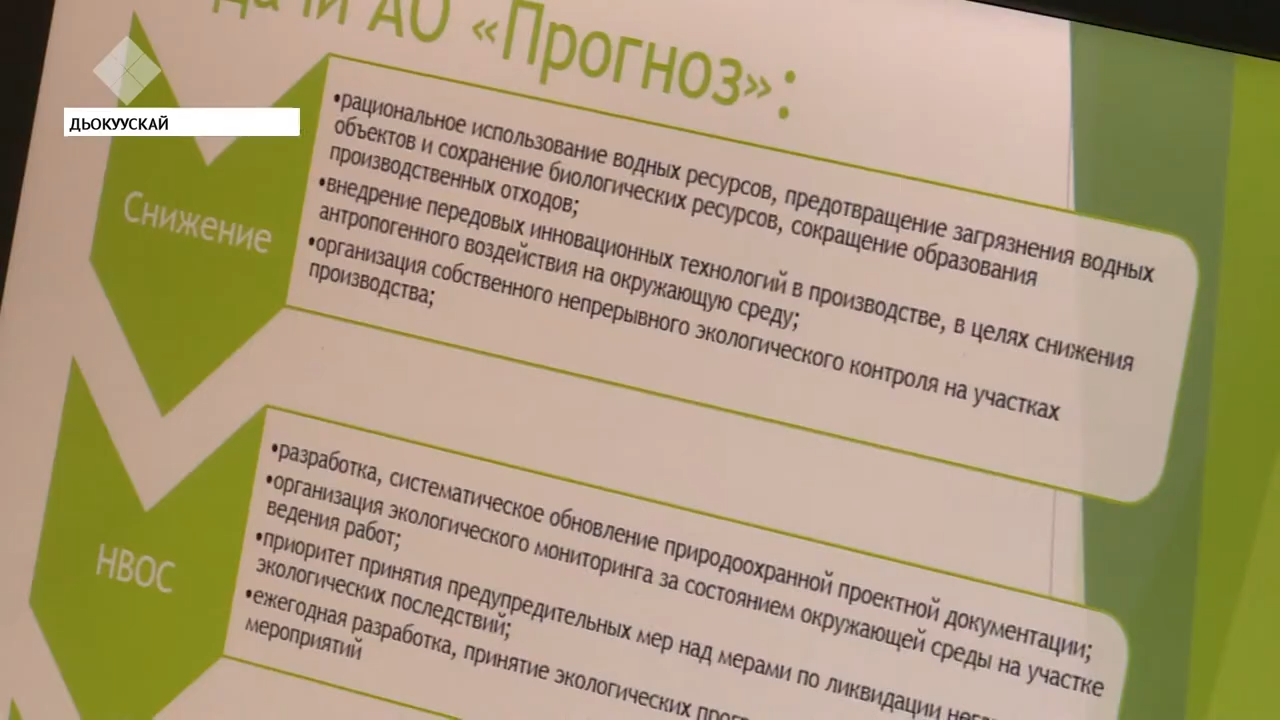 АО «Прогноз»:
ДЬОКУУСКАЙ
Снижение
•рациональное использование водных ресурсов, предотвращение загрязнения водных
объектов и сохранение биологических ресурсов, сокращение образования
производственных отходов;
•внедрение передовых инновационных технологий в производстве, в целях снижения
антропогенного воздействия на окружающую среду;
•организация собственного непрерывного экологического контроля на участках
производства;
НВОС
•разработка, систематическое обновление природоохранной проектной документации;
•организация экологического мониторинга за состоянием окружающей среды на участке
ведения работ;
•приоритет принятия предупредительных мер над мерами по ликвидации
экологических последствий;
•ежегодная разработка, принятие экологических
мероприятий